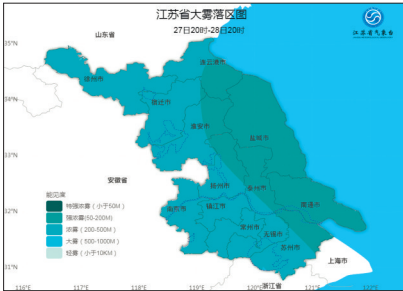 江苏省大雾落区图
27日20时-28日20时
江苏省气象台
山东省
35°N
连云港市
徐州市
34°N
宿迁市
淮安市
盐城市
33°N
安徽省
扬州市
泰州市
能见度
特强浓雾（小于50M）
强浓雾(50-200M)
浓雾（200-500M）
大雾（500-1000M）
轻雾（小于10KM）
南京市
镇江市
南通市
32°N
常州市
无锡市
苏州市
上海市
31°N
浙江省
116°E
117°E
118°E
119°E
120°E
121°E
122°E